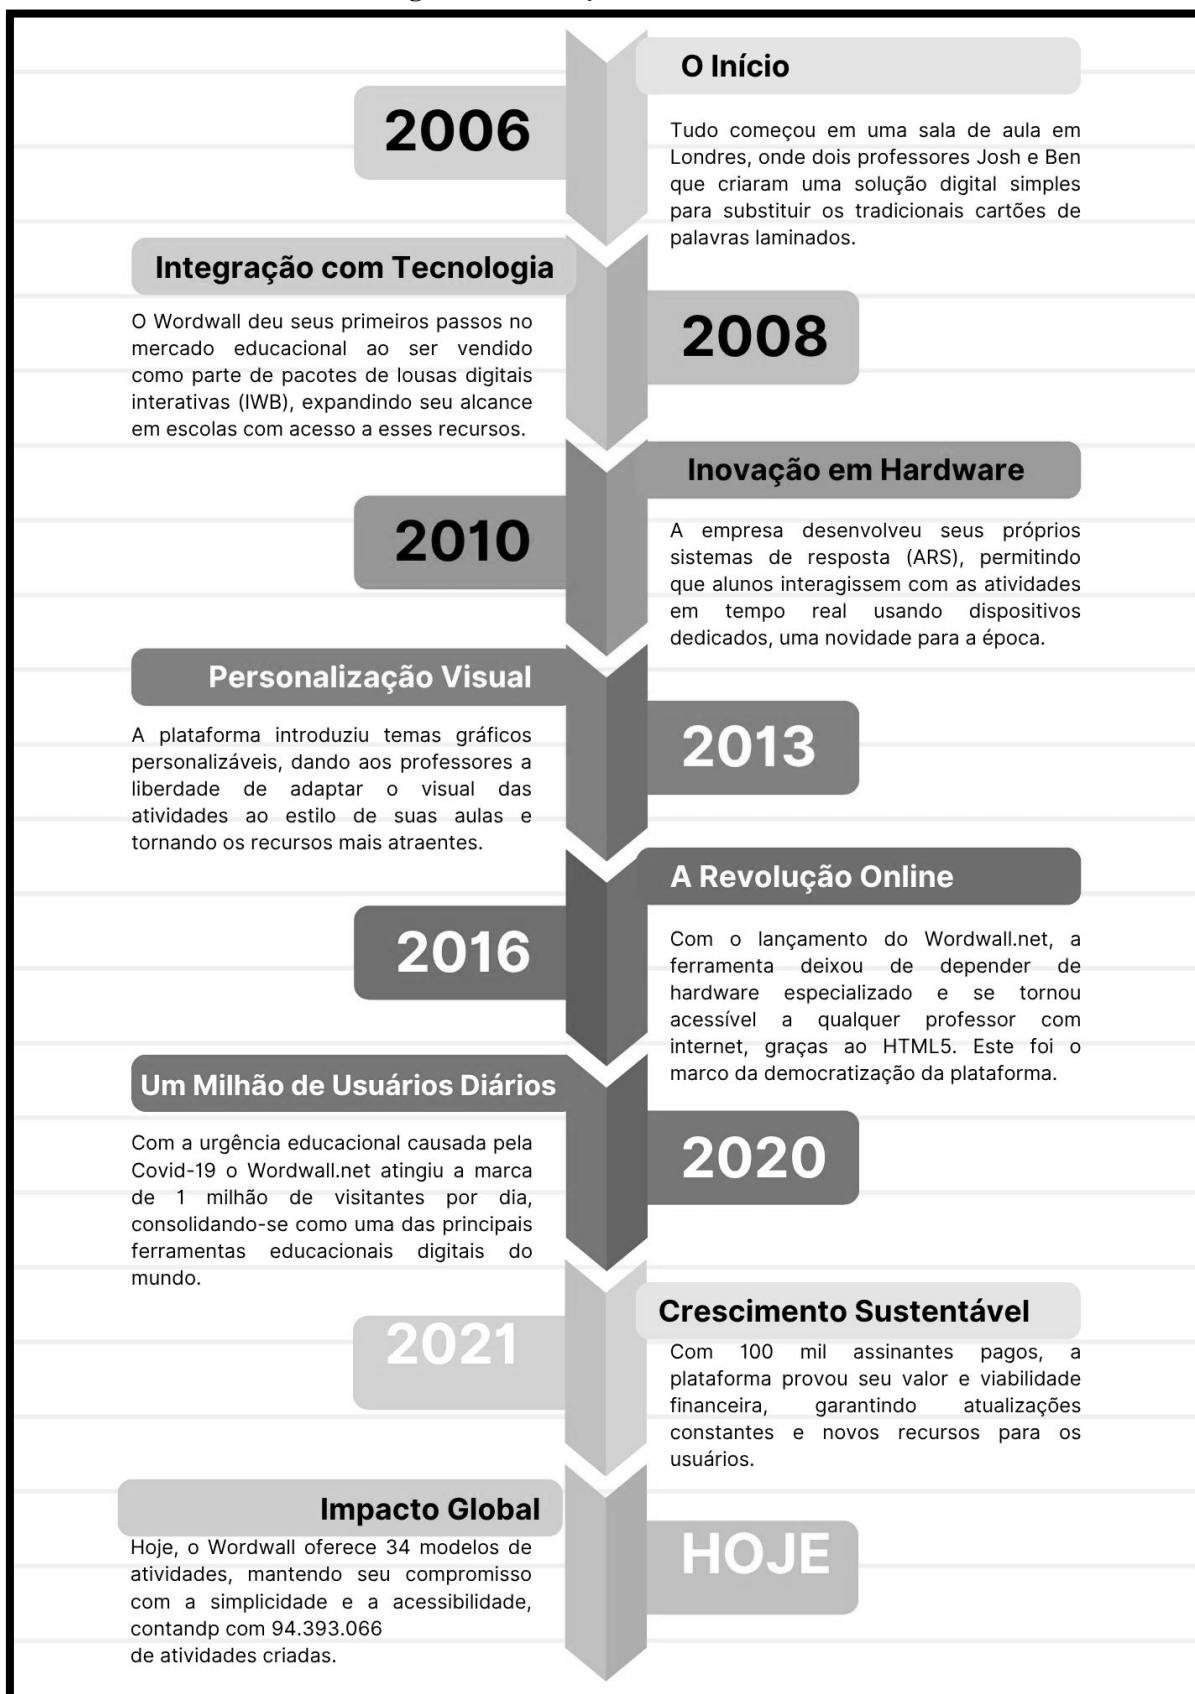 O Início
2006
Tudo começou em uma sala de aula em
Londres, onde dois professores Josh e Ben
que criaram uma solução digital simples
para substituir os tradicionais cartões de
palavras laminados.
Integração com Tecnologia
2008
O Wordwall deu seus primeiros passos no
mercado educacional ao ser vendido
como parte de pacotes de lousas digitais
interativas (IWB), expandindo seu alcance
em escolas com acesso a esses recursos.
Inovação em Hardware
2010
A empresa desenvolveu seus próprios
sistemas de resposta (ARS), permitindo
que alunos interagissem com as atividades
em tempo real usando dispositivos
dedicados, uma novidade para a época.
Personalização Visual
2013
A plataforma introduziu temas gráficos
personalizáveis, dando aos professores a
liberdade de adaptar o visual das
atividades ao estilo de suas aulas e
tornando os recursos mais atraentes.
A Revolução Online
2016
Com o lançamento do Wordwall.net, a
ferramenta deixou de depender de
hardware especializado e se tornou
acessível a qualquer professor com
internet, graças ao HTML5. Este foi o
marco da democratização da plataforma.
Um Milhão de Usuários Diários
2020
Com a urgência educacional causada pela
Covid-19 o Wordwall.net atingiu a marca
de 1 milhão de visitantes por dia,
consolidando-se como uma das principais
ferramentas educacionais digitais do
mundo.
Crescimento Sustentável
2021
Com 100 mil assinantes pagos, a
plataforma provou seu valor e viabilidade
financeira, garantindo atualizações
constantes e novos recursos para os
usuários.
Impacto Global
HOJE
Hoje, o Wordwall oferece 34 modelos de
atividades, mantendo seu compromisso
com a simplicidade e a acessibilidade,
contandp com 94.393.066
de atividades criadas.